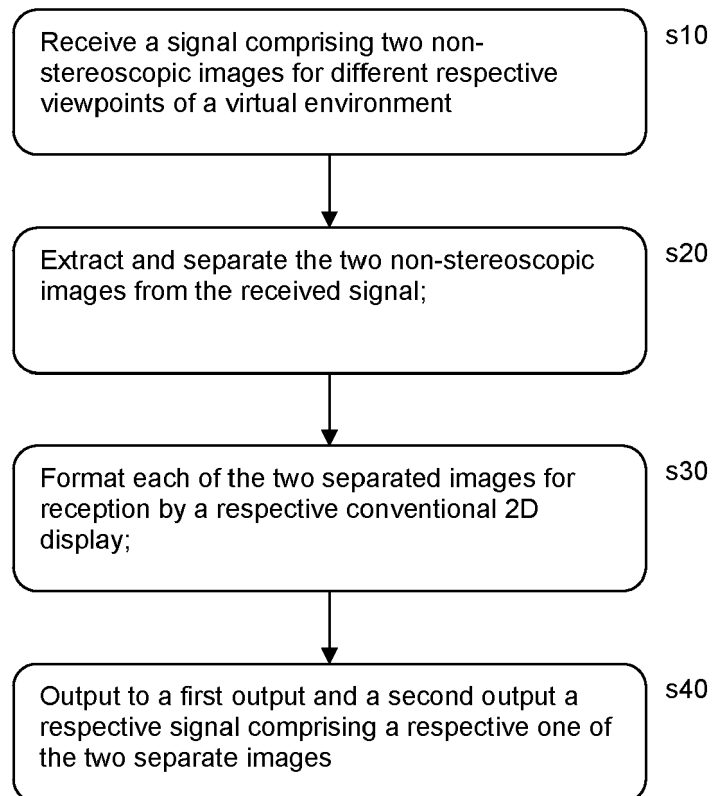 Receive a signal comprising two non-
stereoscopic images for different respective
viewpoints of a virtual environment
s10
Extract and separate the two non-stereoscopic
images from the received signal;
s20
Format each of the two separated images for
reception by a respective conventional 2D
display;
s30
Output to a first output and a second output a
respective signal comprising a respective one of
the two separate images
s40